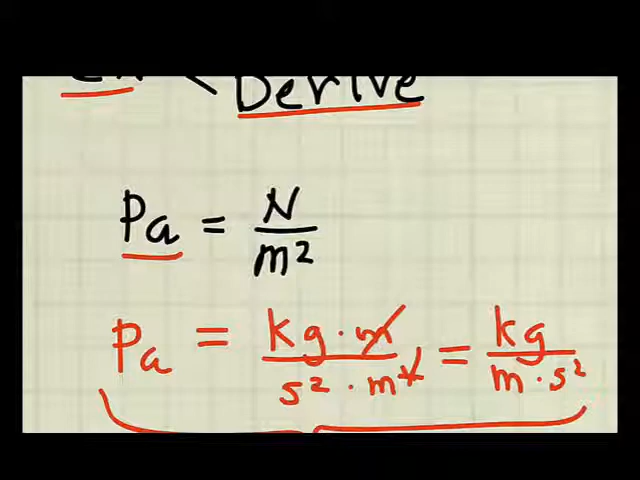 Derive
Pa = N/m²
Pa = kg·m/s²·m² = kg/m·s²